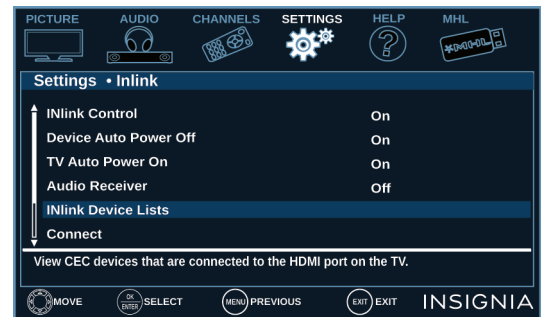 PICTURE AUDIO CHANNELS SETTINGS HELP MHL
MHL
Settings • Inlink
INlink Control On
Device Auto Power Off On
TV Auto Power On On
Audio Receiver Off
INlink Device Lists
Connect
View CEC devices that are connected to the HDMI port on the TV.
MOVE OK ENTER SELECT MENU PREVIOUS EXIT EXIT INSIGNIA